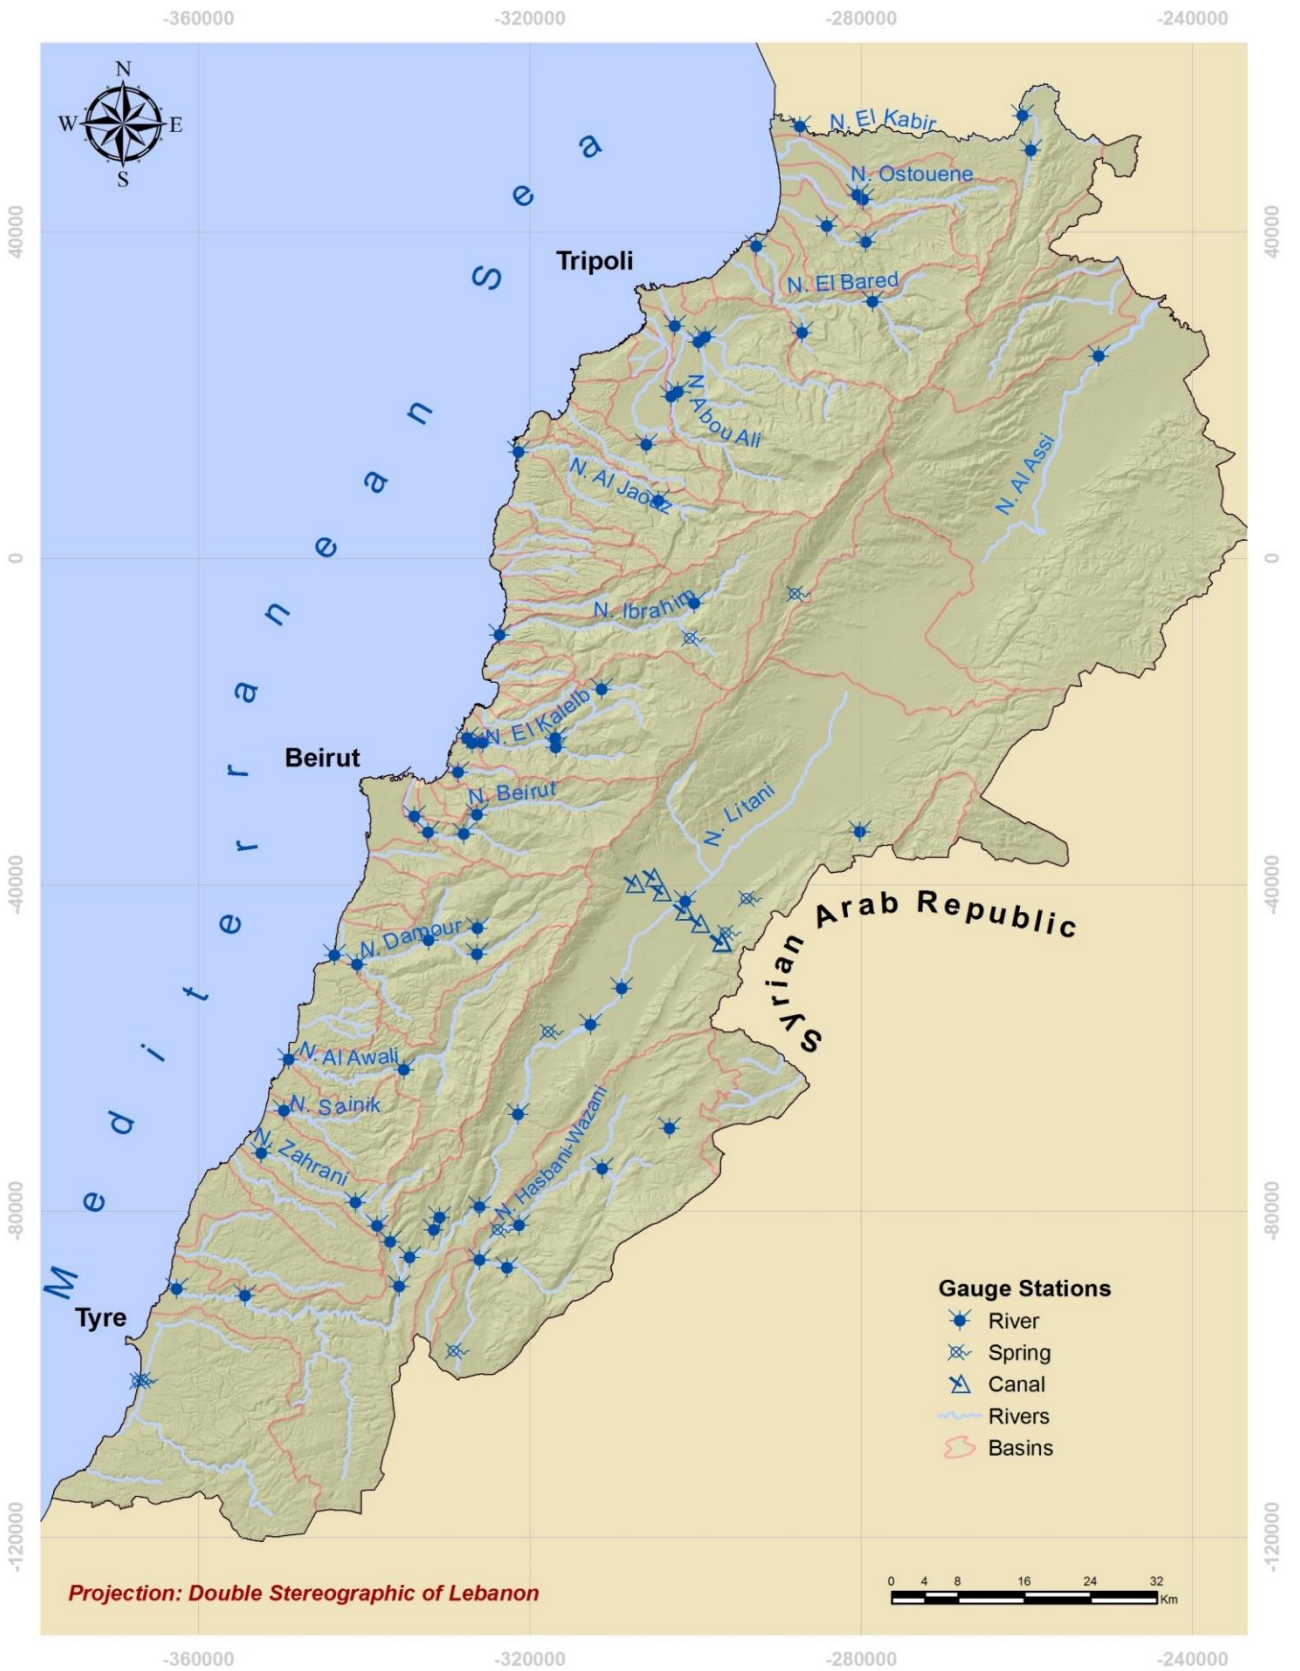 -360000
-320000
-280000
-240000
N
W
E
S
40000
40000
0
0
-40000
-40000
-80000
-80000
-120000
-120000
Mediterranean Sea
N. El Kabir
N. Ostouene
Tripoli
N. El Bared
N Abou Ali
N. Al Jaouz
N. Al Assi
N. Ibrahim
N. El Kalelb
Beirut
N. Beirut
N. Litani
Syrian Arab Republic
N. Damour
N. Al Awali
N. Sainik
N. Zahrani
N. Hasbani-Wazani
Tyre
Gauge Stations
River
Spring
Canal
Rivers
Basins
Projection: Double Stereographic of Lebanon
0 4 8 16 24 32
Km
-360000
-320000
-280000
-240000